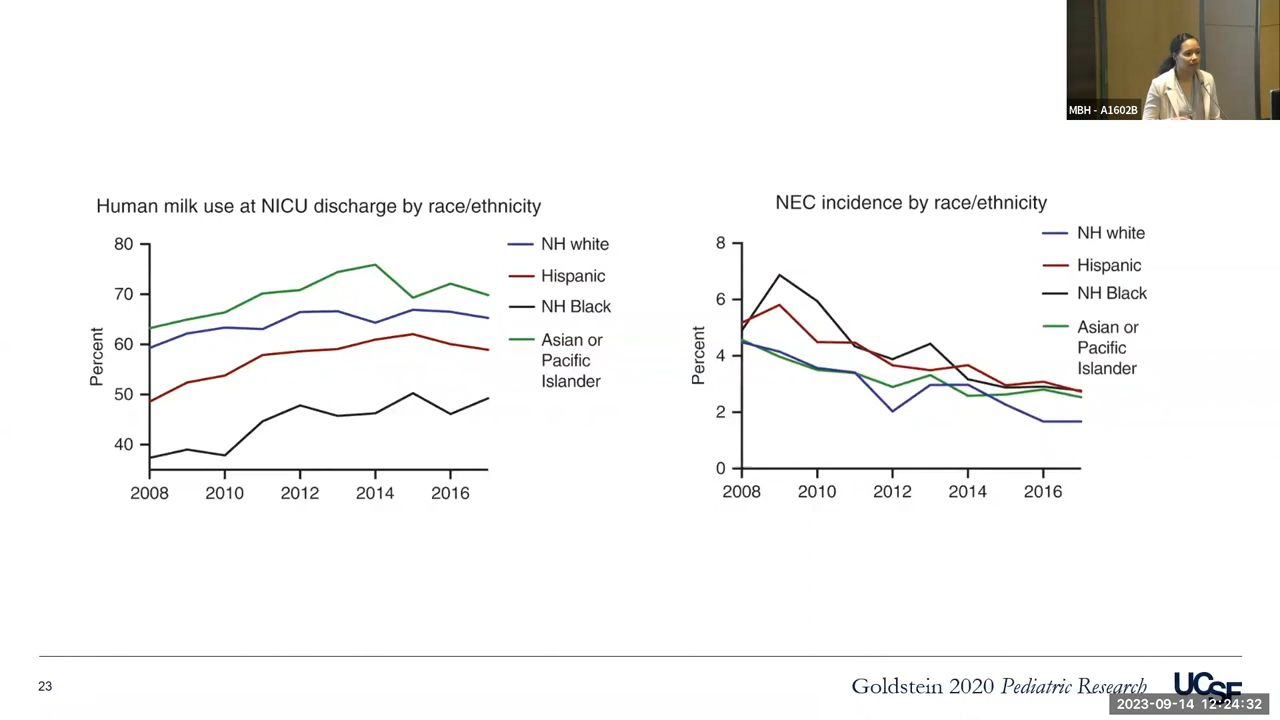 MBH - A1602B
Human milk use at NICU discharge by race/ethnicity
80
70
60
50
40
Percent
2008
2010
2012
2014
2016
NH white
Hispanic
NH Black
Asian or
Pacific
Islander
NEC incidence by race/ethnicity
8
6
4
2
0
Percent
2008
2010
2012
2014
2016
NH white
Hispanic
NH Black
Asian or
Pacific
Islander
23
Goldstein 2020 Pediatric Research
UCSF
2023-09-14 12:24:32